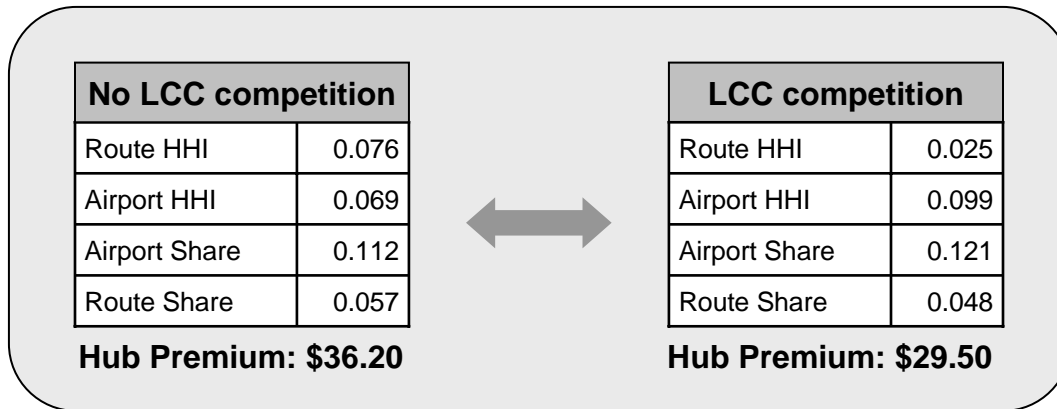 No LCC competition
Route HHI 0.076
Airport HHI 0.069
Airport Share 0.112
Route Share 0.057
Hub Premium: $36.20
LCC competition
Route HHI 0.025
Airport HHI 0.099
Airport Share 0.121
Route Share 0.048
Hub Premium: $29.50